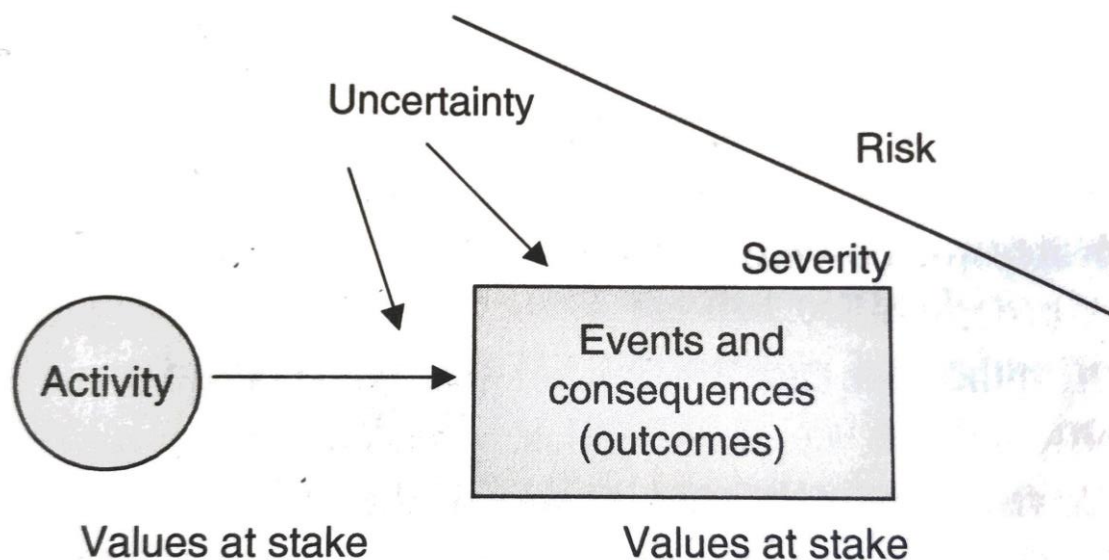 Uncertainty
Risk
Severity
Events and
consequences
(outcomes)
Activity
Values at stake
Values at stake